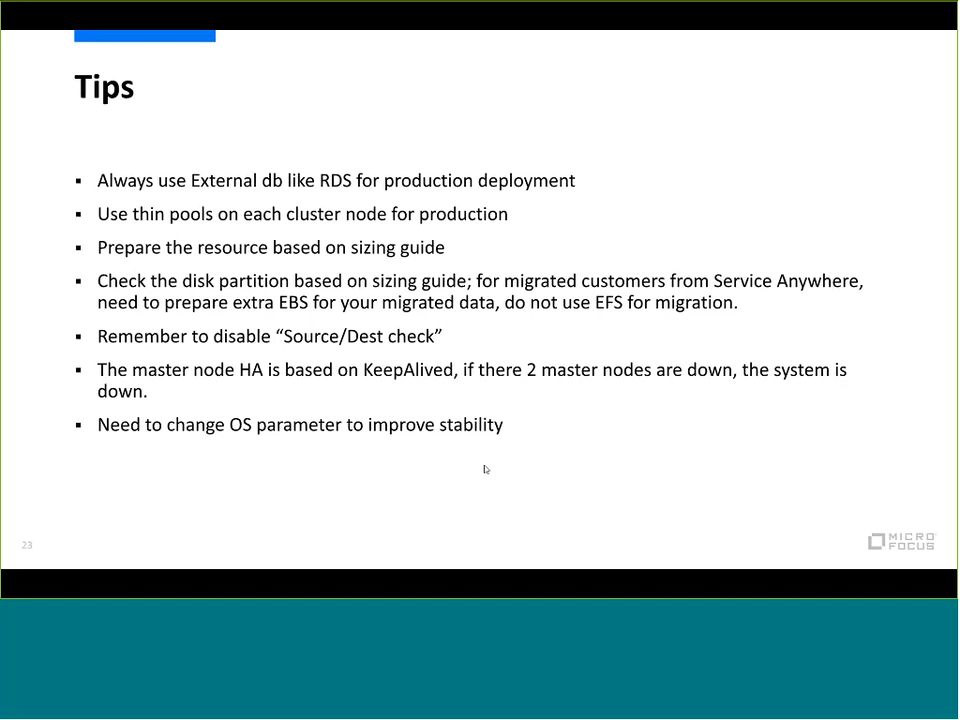 Tips
▪ Always use External db like RDS for production deployment
▪ Use thin pools on each cluster node for production
▪ Prepare the resource based on sizing guide
▪ Check the disk partition based on sizing guide; for migrated customers from Service Anywhere,
need to prepare extra EBS for your migrated data, do not use EFS for migration.
▪ Remember to disable “Source/Dest check”
▪ The master node HA is based on KeepAlived, if there 2 master nodes are down, the system is
down.
▪ Need to change OS parameter to improve stability
23
MICRO
FOCUS